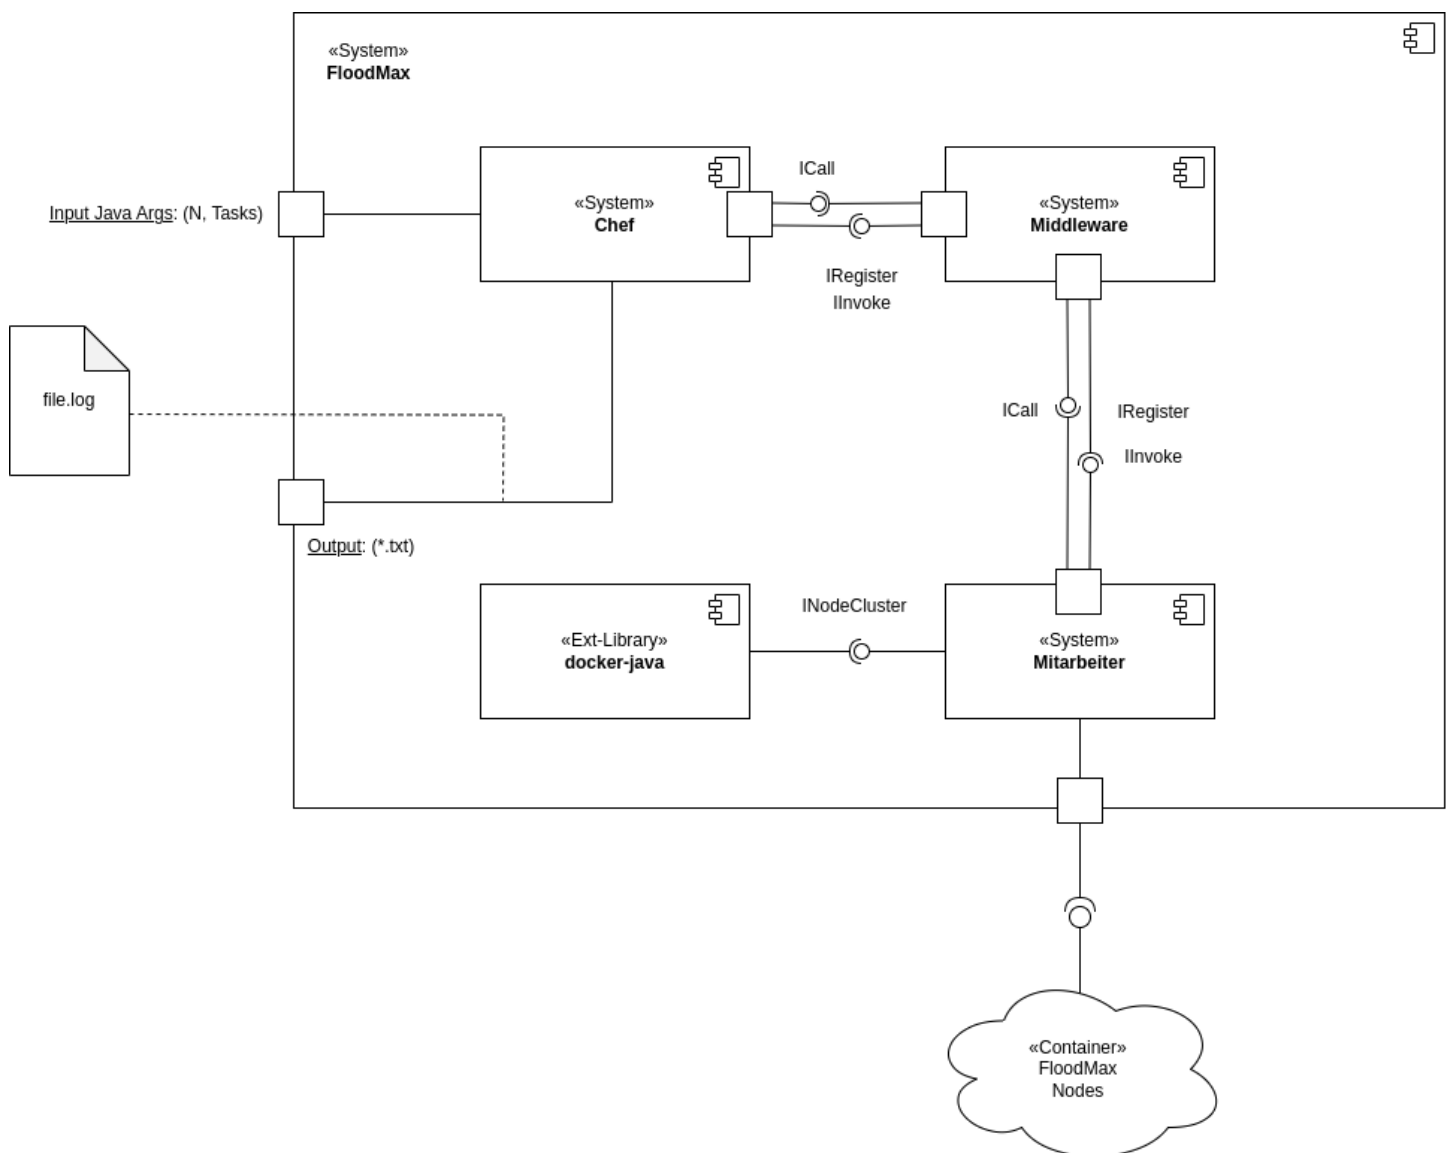 «System»
FloodMax
Input Java Args: (N, Tasks)
«System»
Chef
ICall
IRegister
IInvoke
«System»
Middleware
file.log
ICall
IRegister
IInvoke
Output: (*.txt)
«Ext-Library»
docker-java
INodeCluster
«System»
Mitarbeiter
«Container»
FloodMax
Nodes